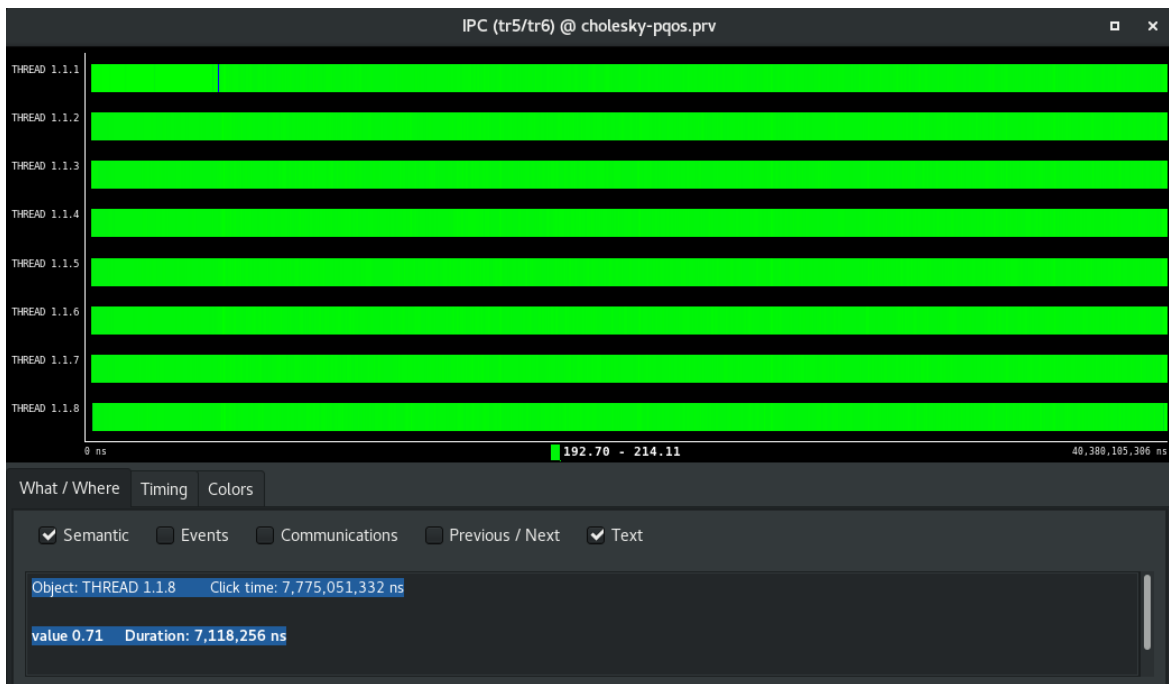 IPC (tr5/tr6) @ cholesky-pqos.prv
THREAD 1.1.1
THREAD 1.1.2
THREAD 1.1.3
THREAD 1.1.4
THREAD 1.1.5
THREAD 1.1.6
THREAD 1.1.7
THREAD 1.1.8
0 ns 192.70 - 214.11 40,380,105,306 ns
What / Where Timing Colors
Semantic Events Communications Previous / Next Text
Object: THREAD 1.1.8 Click time: 7,775,051,332 ns
value 0.71 Duration: 7,118,256 ns